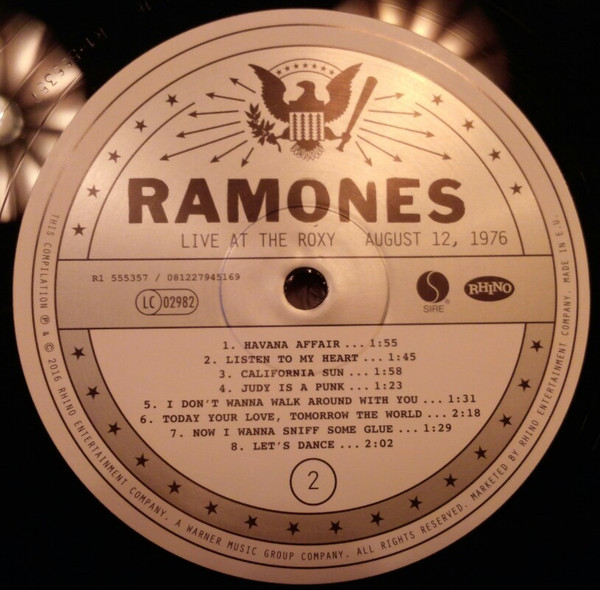 RAMONES
LIVE AT THE ROXY AUGUST 12, 1976
R1 555357 / 081227945169
LC 02982
SIRE®
RHINO
1. HAVANA AFFAIR ... 1:55
2. LISTEN TO MY HEART ... 1:45
3. CALIFORNIA SUN ... 1:58
4. JUDY IS A PUNK ... 1:23
5. I DON'T WANNA WALK AROUND WITH YOU ... 1:31
6. TODAY YOUR LOVE, TOMORROW THE WORLD ... 2:18
7. NOW I WANNA SNIFF SOME GLUE ... 1:29
8. LET'S DANCE ... 2:02
2
THIS COMPILATION ℗ & © 2016 RHINO ENTERTAINMENT COMPANY. A WARNER MUSIC GROUP COMPANY. ALL RIGHTS RESERVED. MARKETED BY RHINO ENTERTAINMENT COMPANY. MADE IN E.U.